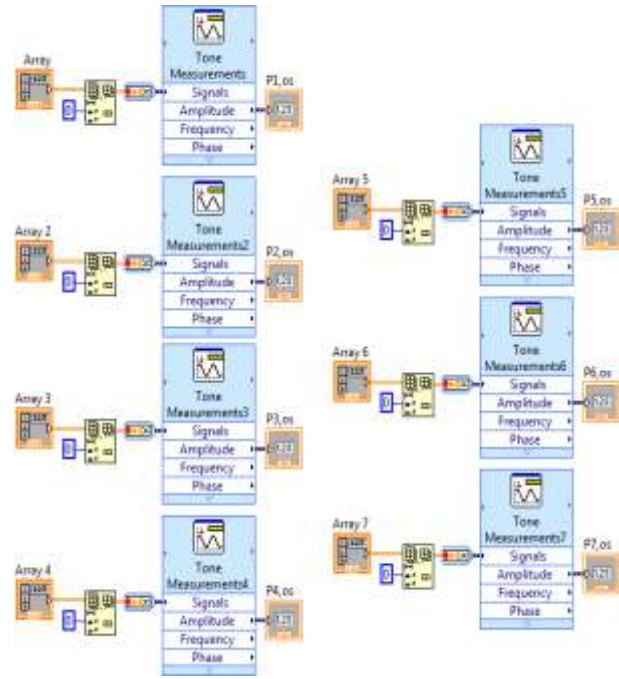 Array
Tone
Measurements
Signals
Amplitude
Frequency
Phase
P1,os
Array 2
Tone
Measurements2
Signals
Amplitude
Frequency
Phase
P2,os
Array 3
Tone
Measurements3
Signals
Amplitude
Frequency
Phase
P3,os
Array 4
Tone
Measurements4
Signals
Amplitude
Frequency
Phase
P4,os
Array 5
Tone
Measurements5
Signals
Amplitude
Frequency
Phase
P5,os
Array 6
Tone
Measurements6
Signals
Amplitude
Frequency
Phase
P6,os
Array 7
Tone
Measurements7
Signals
Amplitude
Frequency
Phase
P7,os